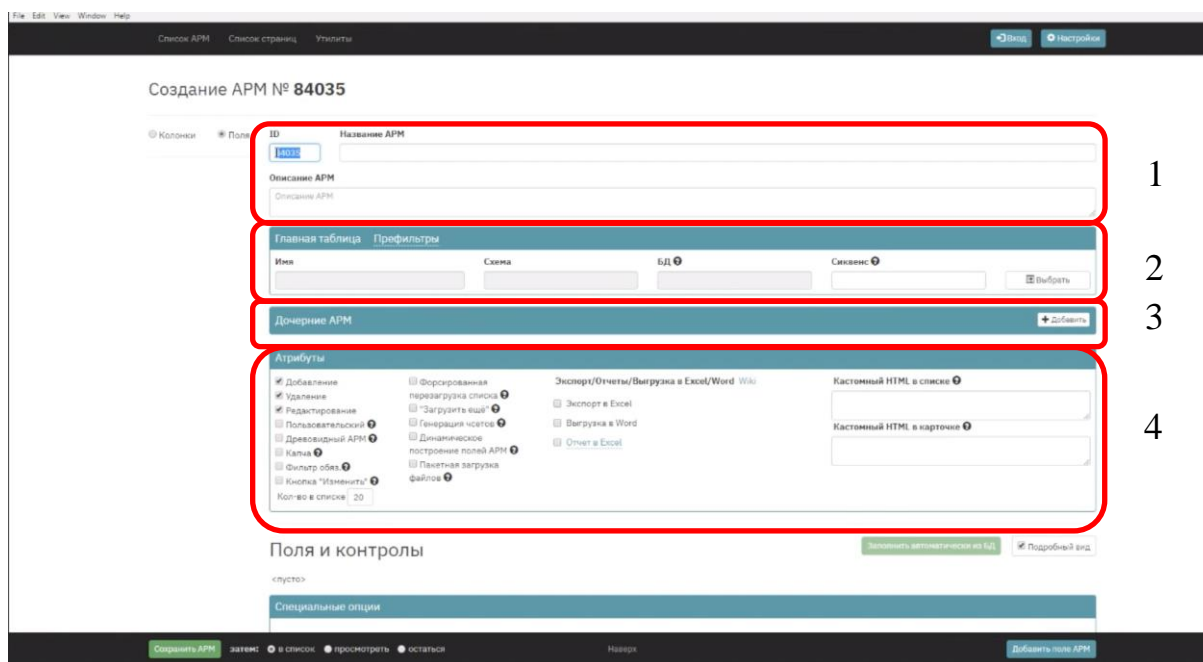 File Edit View Window Help
Список АРМ Список страниц Утилиты Вход Настройки
Создание АРМ № 84035
Колонки Поля ID Название АРМ
84035
1
Описание АРМ
Описание АРМ
Главная таблица Префильтры
Имя Схема БД Сиквенс
2
Выбрать
3
Дочерние АРМ + Добавить
Атрибуты
Добавление Форсированная Экспорт/Отчеты/Выгрузка в Excel/Word Wiki Кастомный HTML в списке
Удаление перезагрузка списка
Редактирование "Загрузить ещё" Экспорт в Excel
Пользовательский Генерация чсетов Выгрузка в Word Кастомный HTML в карточке
4
Древовидный АРМ Динамическое Отчет в Excel
Капча построение полей АРМ
Фильтр обяз. Пакетная загрузка
Кнопка "Изменить" файлов
Кол-во в списке 20
Поля и контролы Заполнить автоматически из БД Подробный вид
<пусто>
Специальные опции
Сохранить АРМ затем: в список просмотреть остаться Наверх Добавить поле АРМ